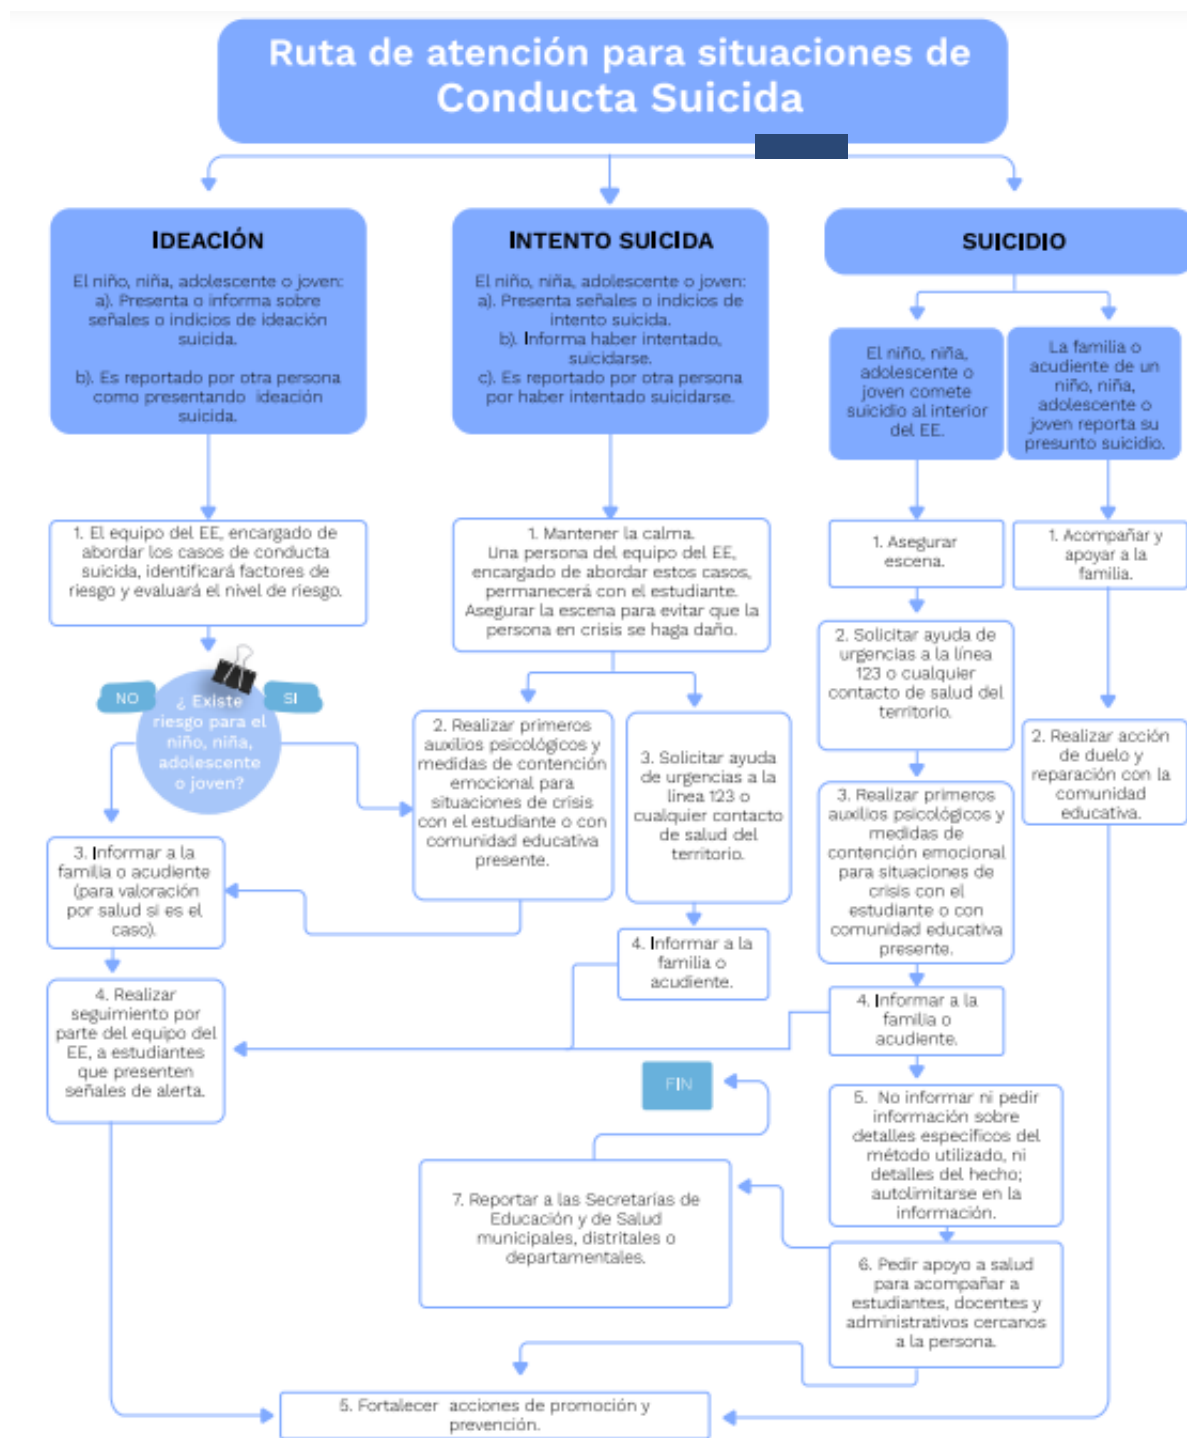 Ruta de atención para situaciones de
Conducta Suicida
IDEACIÓN
El niño, niña, adolescente o joven:
a). Presenta o informa sobre
señales o indicios de ideación
suicida.
b). Es reportado por otra persona
como presentando ideación
suicida.
INTENTO SUICIDA
El niño, niña, adolescente o joven:
a). Presenta señales o indicios de
intento suicida.
b). Informa haber intentado,
suicidarse.
c). Es reportado por otra persona
por haber intentado suicidarse.
SUICIDIO
El niño, niña,
adolescente o
joven comete
suicidio al interior
del EE.
La familia o
acudiente de un
niño, niña,
adolescente o
joven reporta su
presunto suicidio.
1. El equipo del EE, encargado de
abordar los casos de conducta
suicida, identificará factores de
riesgo y evaluará el nivel de riesgo.
1. Mantener la calma.
Una persona del equipo del EE,
encargado de abordar estos casos,
permanecerá con el estudiante.
Asegurar la escena para evitar que la
persona en crisis se haga daño.
1. Asegurar
escena.
1. Acompañar y
apoyar a la
familia.
NO
SI
¿ Existe
riesgo para el
niño, niña,
adolescente
o joven?
2. Realizar primeros
auxilios psicológicos y
medidas de contención
emocional para
situaciones de crisis
con el estudiante o con
comunidad educativa
presente.
3. Solicitar ayuda
de urgencias a la
línea 123 o
cualquier contacto
de salud del
territorio.
2. Solicitar ayuda de
urgencias a la línea
123 o cualquier
contacto de salud del
territorio.
2. Realizar acción
de duelo y
reparación con la
comunidad
educativa.
3. Informar a la
familia o acudiente
(para valoración
por salud si es el
caso).
3. Realizar primeros
auxilios psicológicos y
medidas de
contención emocional
para situaciones de
crisis con el
estudiante o con
comunidad educativa
presente.
4. Informar a la
familia o
acudiente.
4. Realizar
seguimiento por
parte del equipo del
EE, a estudiantes
que presenten
señales de alerta.
4. Informar a la
familia o
acudiente.
FIN
5. No informar ni pedir
información sobre
detalles específicos del
método utilizado, ni
detalles del hecho;
autolimitarse en la
información.
7. Reportar a las Secretarías de
Educación y de Salud
municipales, distritales o
departamentales.
6. Pedir apoyo a salud
para acompañar a
estudiantes, docentes y
administrativos cercanos
a la persona.
5. Fortalecer acciones de promoción y
prevención.